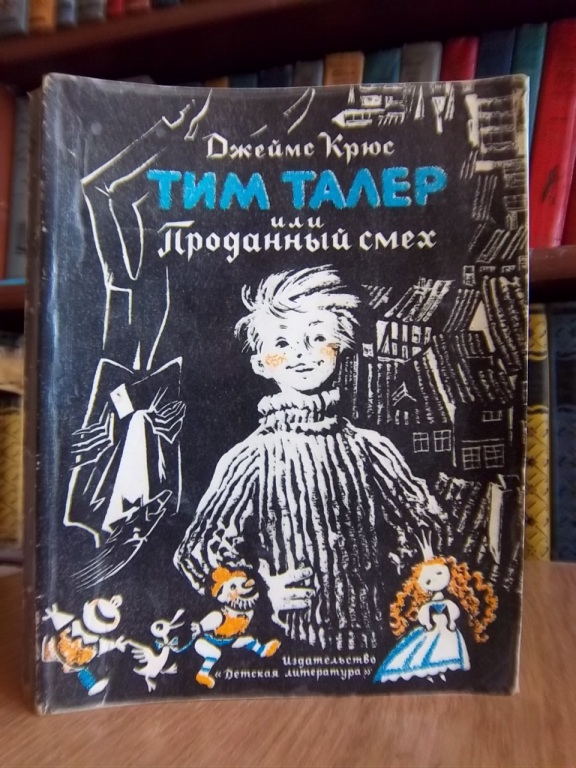 Джеймс Крюс
ТИМ ТАЛЕР
или
Проданный смех
Издательство
«Детская литература»